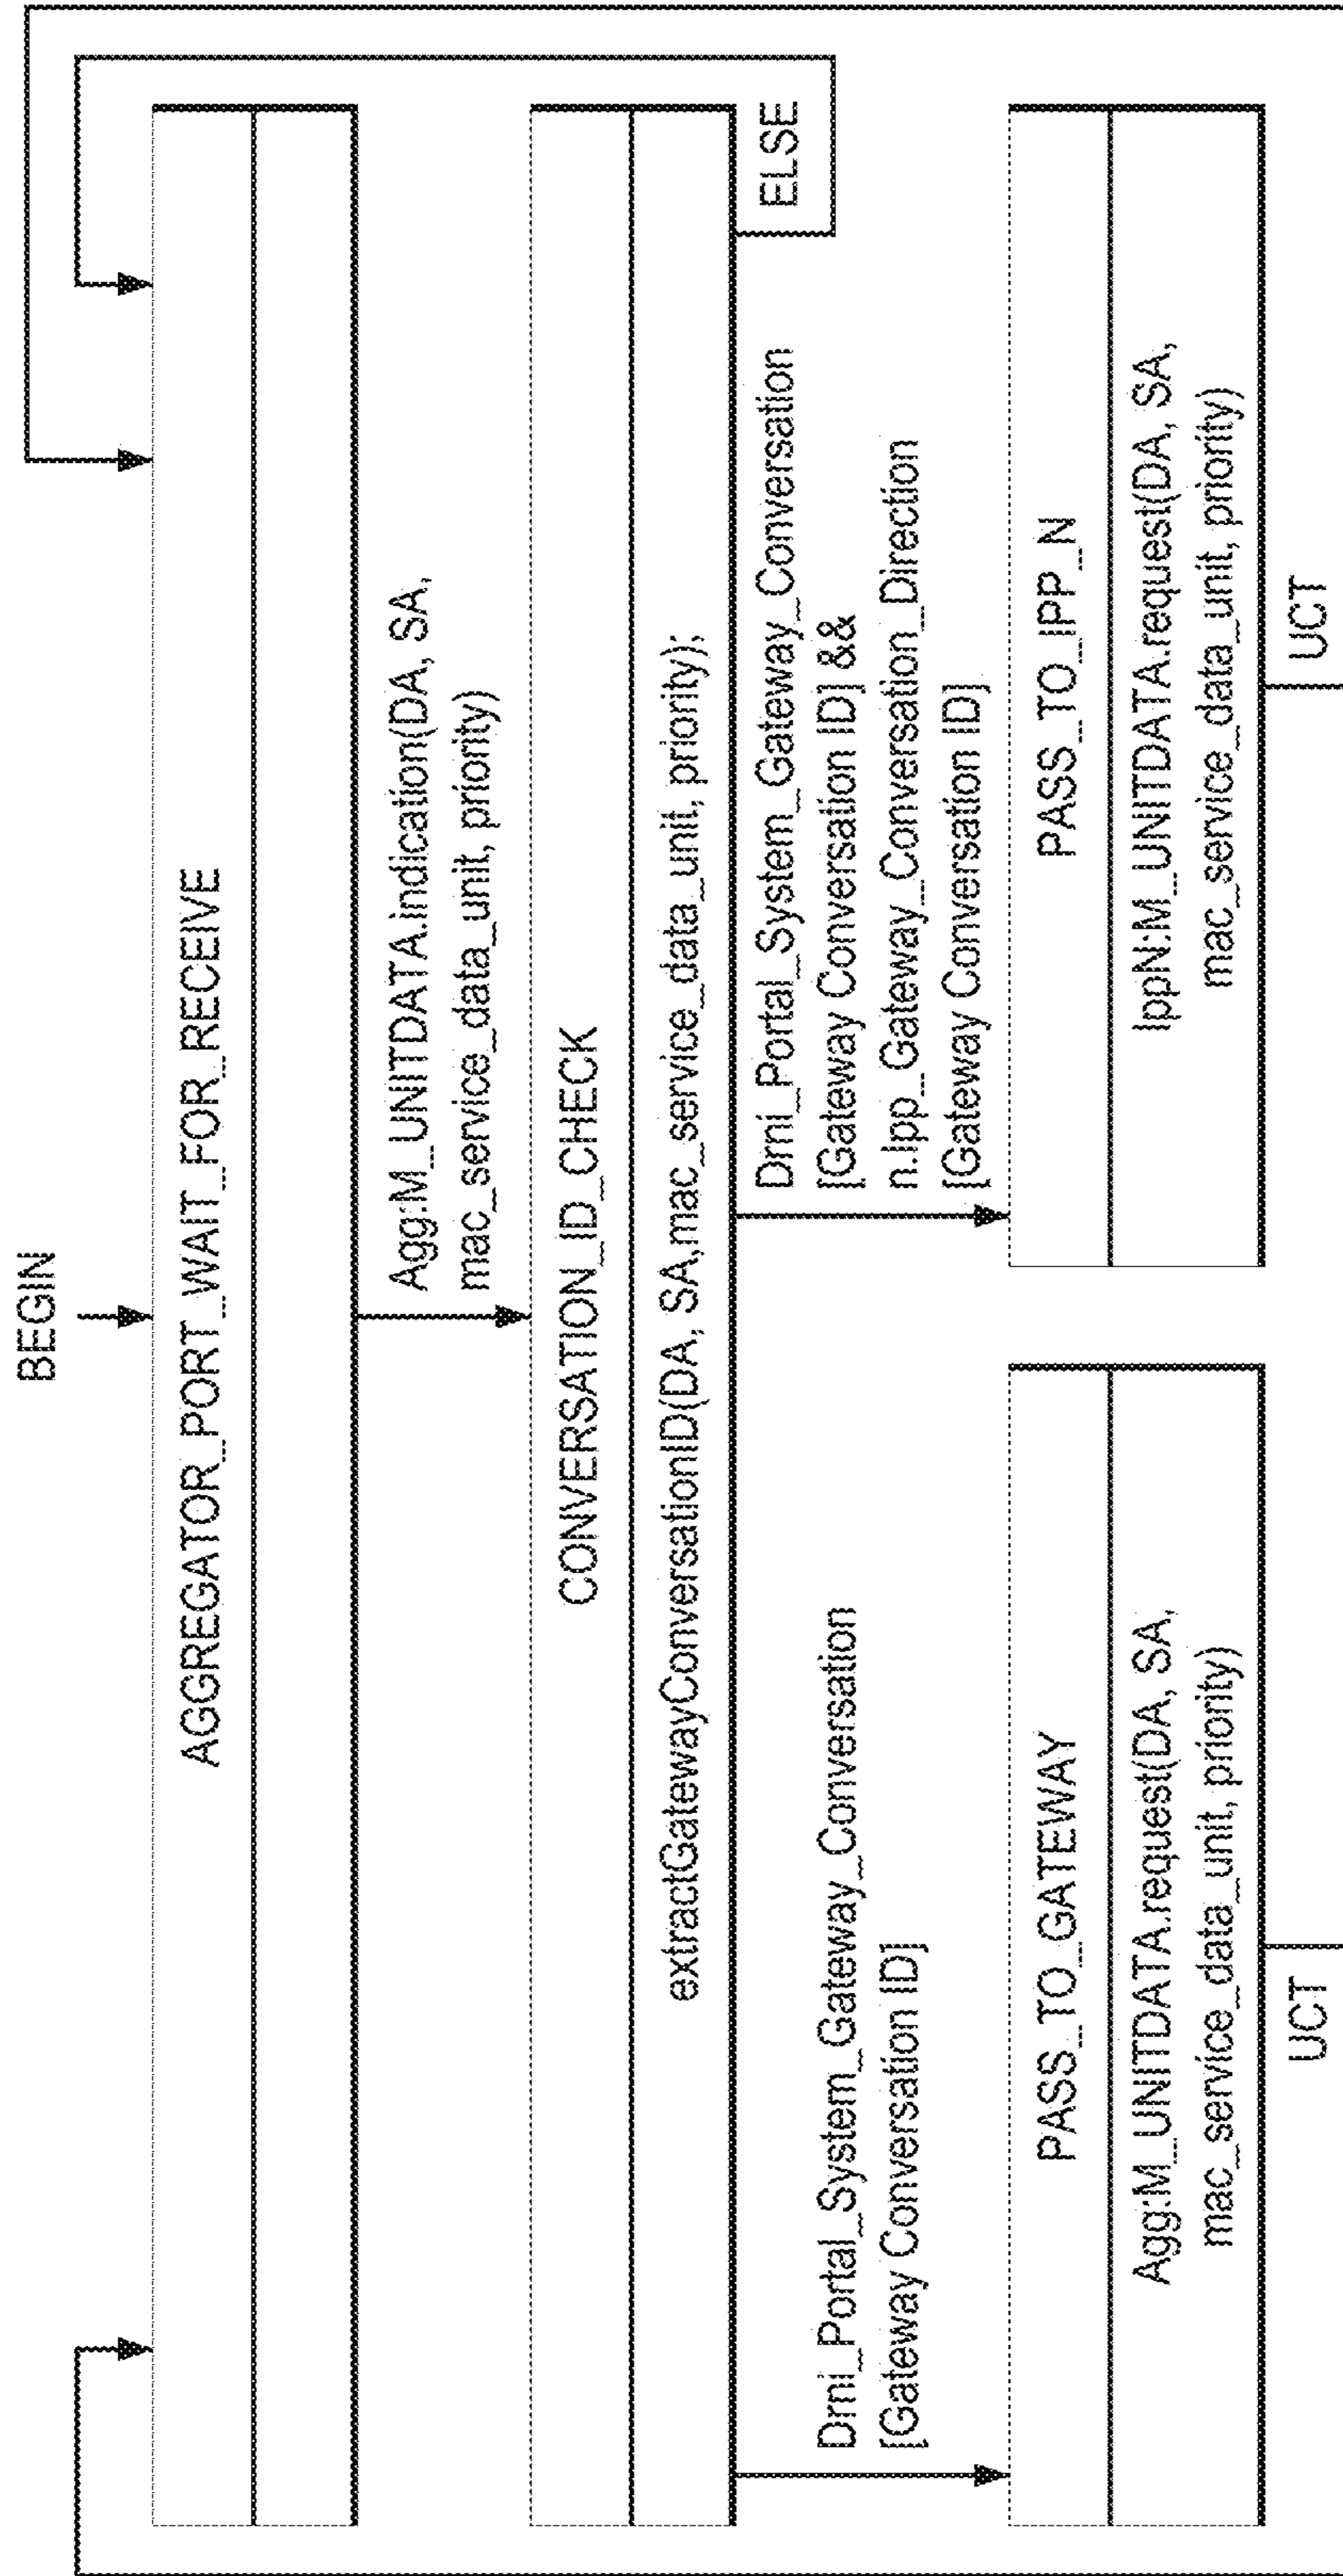 BEGIN
AGGREGATOR_PORT_WAIT_FOR_RECEIVE
Agg:M_UNITDATA.indication(DA, SA,
mac_service_data_unit, priority)
CONVERSATION_ID_CHECK
extractGatewayConversationID(DA, SA,mac_service_data_unit, priority);
ELSE
Drni_Portal_System_Gateway_Conversation
[Gateway Conversation ID]
Drni_Portal_System_Gateway_Conversation
[Gateway Conversation ID] &&
n.Ipp_Gateway_Conversation_Direction
[Gateway Conversation ID]
PASS_TO_GATEWAY
Agg:M_UNITDATA.request(DA, SA,
mac_service_data_unit, priority)
UCT
PASS_TO_IPP_N
IppN:M_UNITDATA.request(DA, SA,
mac_service_data_unit, priority)
UCT